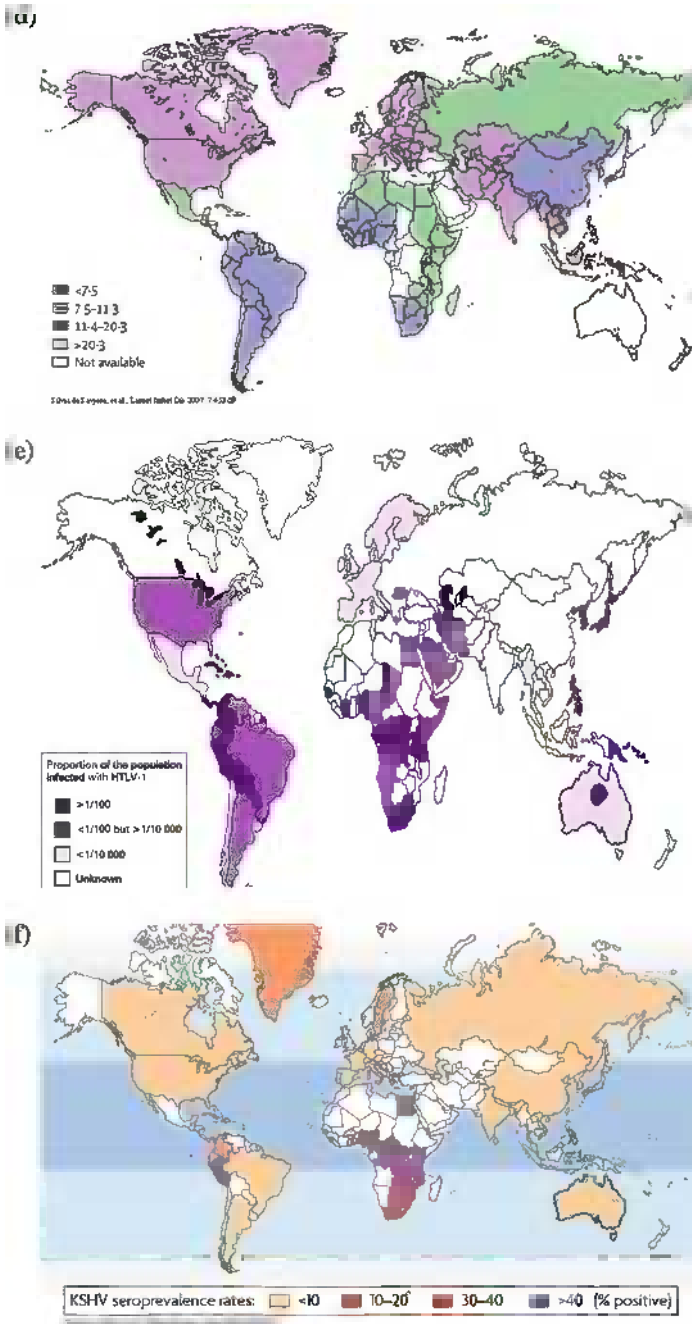 d)
<7·5
7·5–11·3
11·4–20·3
>20·3
Not available
e)
Proportion of the population
infected with HTLV-1
>1/100
<1/100 but >1/10 000
<1/10 000
Unknown
f)
KSHV seroprevalence rates: <10 10–20 30–40 >40 (% positive)